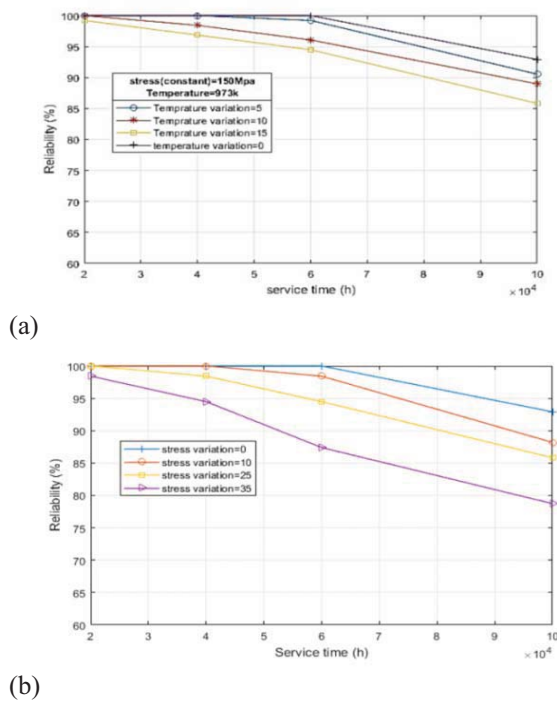 100
95
90
85
80
75
70
65
60
Reliability (%)
stress(constant)=150Mpa
Temperature=973k
Temprature variation=5
Temprature variation=10
Temprature variation=15
temperature variation=0
2 3 4 5 6 7 8 9 10
service time (h)
× 10⁴
(a)
100
95
90
85
80
75
70
65
60
Reliability (%)
stress variation=0
stress variation=10
stress variation=25
stress variation=35
2 3 4 5 6 7 8 9 10
Service time (h)
× 10⁴
(b)